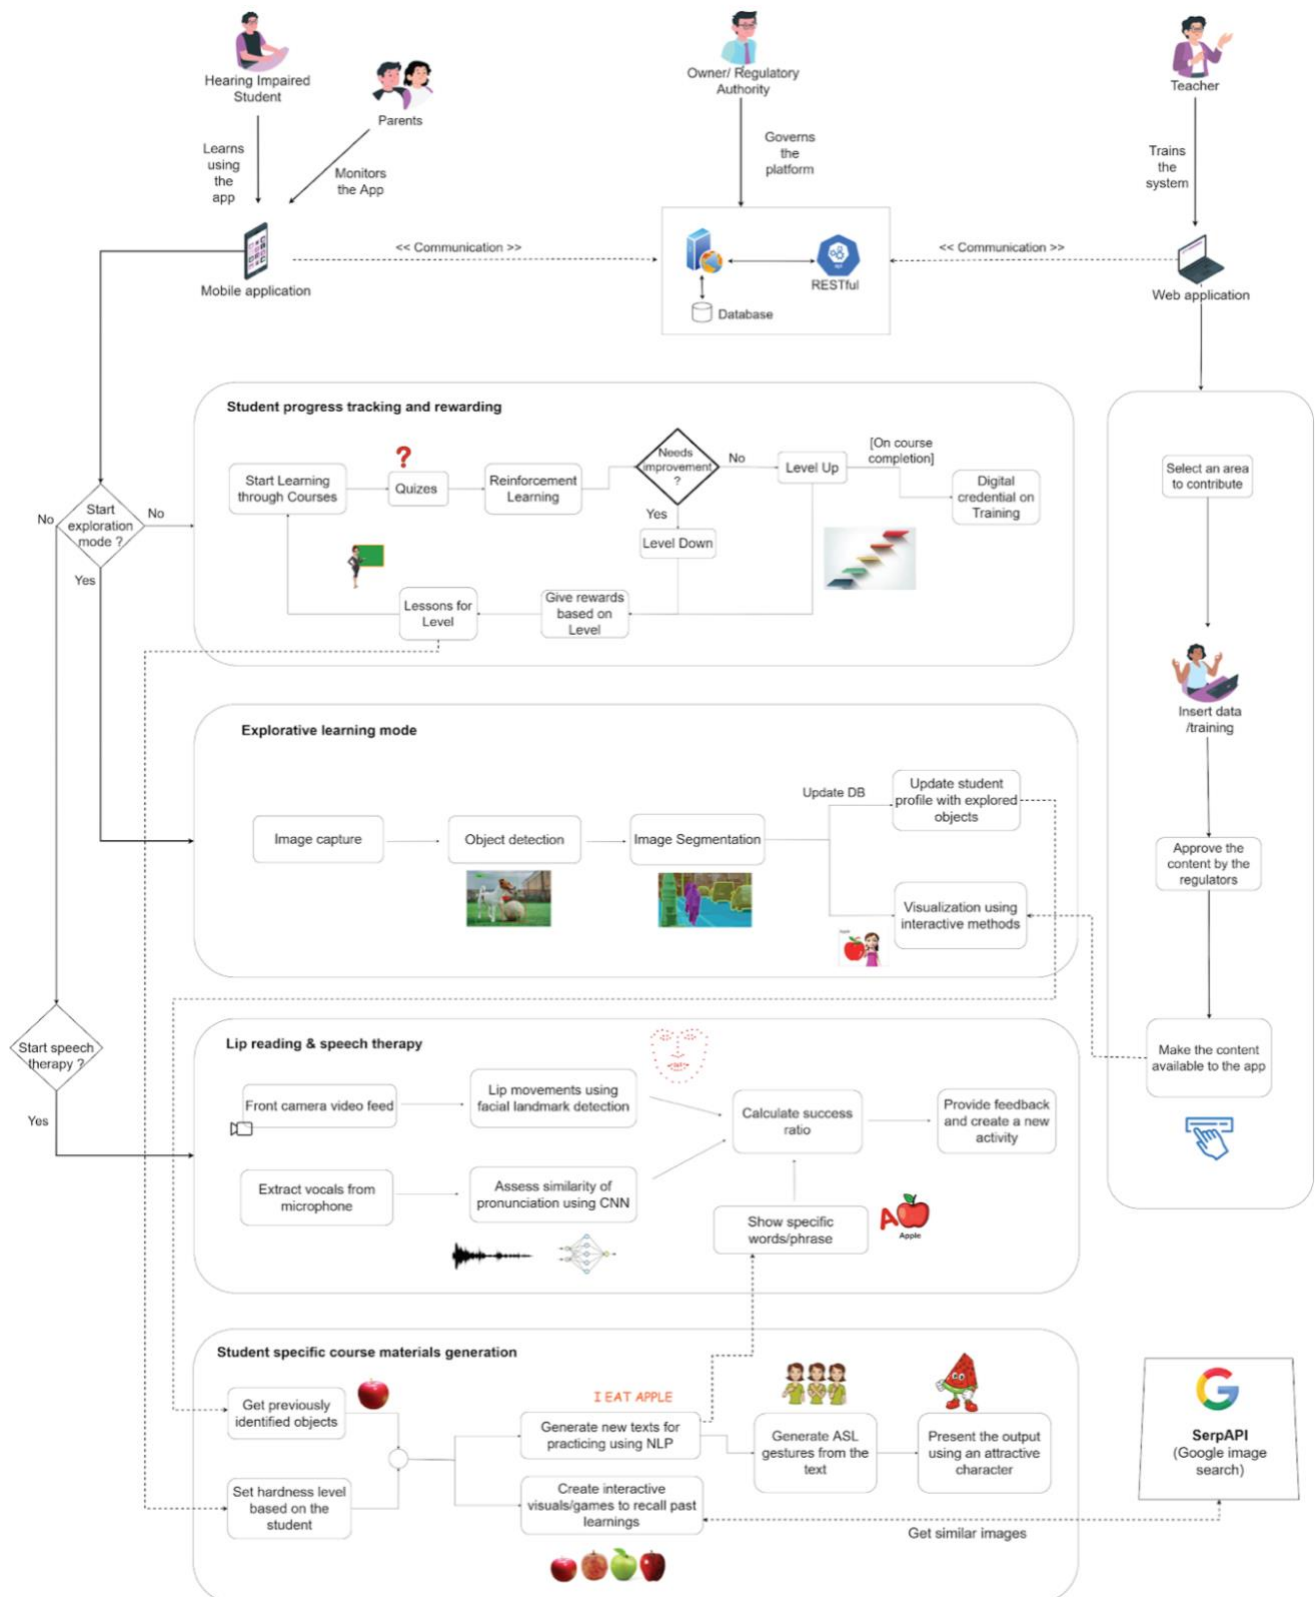 Hearing Impaired
Student
Parents
Owner/ Regulatory
Authority
Teacher
Learns
using
the
app
Monitors
the App
Governs
the
platform
Trains
the
system
<< Communication >>
<< Communication >>
Mobile application
API
RESTful
Database
Web application
Student progress tracking and rewarding
Start Learning
through Courses
?
Quizes
Reinforcement
Learning
Needs
improvement
?
No
Yes
Level Up
[On course
completion]
Digital
credential on
Training
Level Down
Lessons for
Level
Give rewards
based on
Level
No
Start
exploration
mode ?
No
Yes
Select an area
to contribute
Insert data
/training
Approve the
content by the
regulators
Make the content
available to the app
Explorative learning mode
Image capture
Object detection
Image Segmentation
Update DB
Update student
profile with explored
objects
Visualization using
interactive methods
Start speech
therapy ?
Yes
Lip reading & speech therapy
Front camera video feed
Lip movements using
facial landmark detection
Calculate success
ratio
Provide feedback
and create a new
activity
Extract vocals from
microphone
Assess similarity of
pronunciation using CNN
Show specific
words/phrase
A
Apple
Student specific course materials generation
Get previously
identified objects
Set hardness level
based on the
student
I EAT APPLE
Generate new texts for
practicing using NLP
Create interactive
visuals/games to recall past
learnings
Generate ASL
gestures from the
text
Present the output
using an attractive
character
Get similar images
G
SerpAPI
(Google image
search)